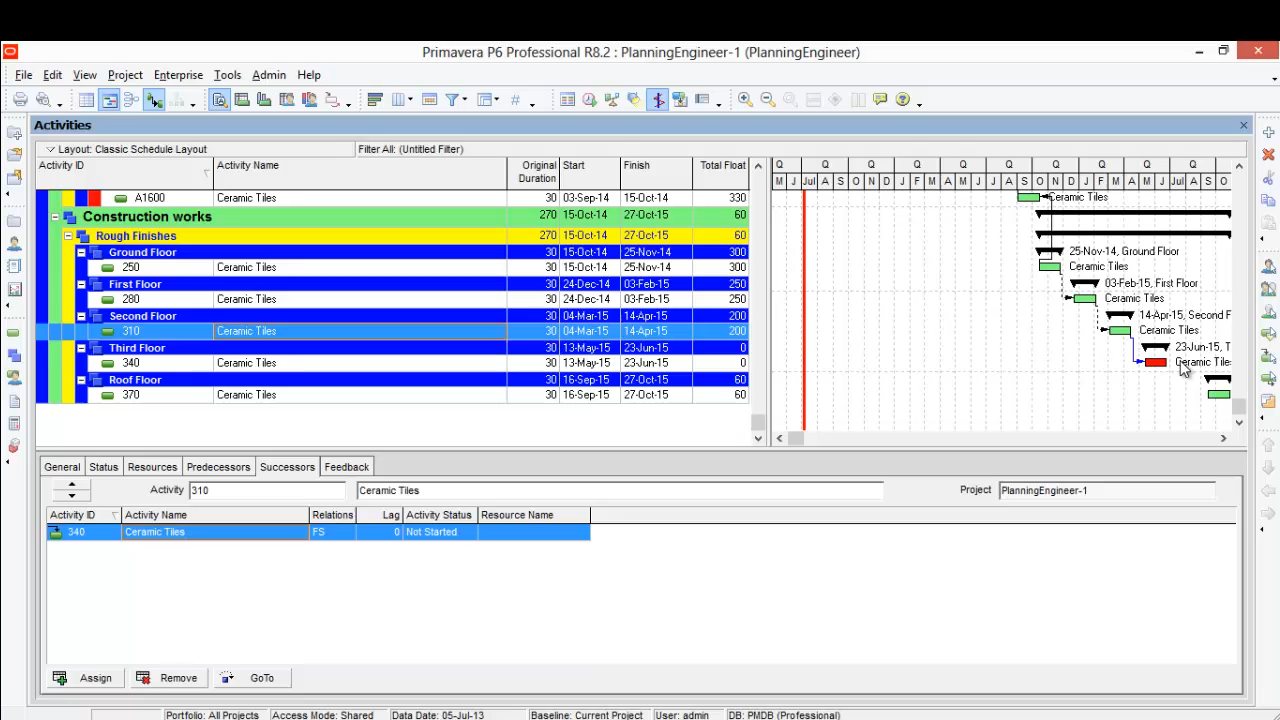 Primavera P6 Professional R8.2 : PlanningEngineer-1 (PlanningEngineer)
File Edit View Project Enterprise Tools Admin Help
Activities
Layout: Classic Schedule Layout Filter All: (Untitled Filter)
Activity ID Activity Name Original Duration Start Finish Total Float
Q Q Q Q Q Q Q Q Q Q
M J Jul A S O N D J F M A M J Jul A S O N D J F M A M J Jul A S O
A1600 Ceramic Tiles 30 03-Sep-14 15-Oct-14 330 Ceramic Tiles
Construction works 270 15-Oct-14 27-Oct-15 60
Rough Finishes 270 15-Oct-14 27-Oct-15 60
Ground Floor 30 15-Oct-14 25-Nov-14 300 25-Nov-14, Ground Floor
250 Ceramic Tiles 30 15-Oct-14 25-Nov-14 300 Ceramic Tiles
First Floor 30 24-Dec-14 03-Feb-15 250 03-Feb-15, First Floor
280 Ceramic Tiles 30 24-Dec-14 03-Feb-15 250 Ceramic Tiles
Second Floor 30 04-Mar-15 14-Apr-15 200 14-Apr-15, Second F
310 Ceramic Tiles 30 04-Mar-15 14-Apr-15 200 Ceramic Tiles
Third Floor 30 13-May-15 23-Jun-15 0 23-Jun-15, T
340 Ceramic Tiles 30 13-May-15 23-Jun-15 0 Ceramic Tile
Roof Floor 30 16-Sep-15 27-Oct-15 60
370 Ceramic Tiles 30 16-Sep-15 27-Oct-15 60
General Status Resources Predecessors Successors Feedback
Activity 310 Ceramic Tiles Project PlanningEngineer-1
Activity ID Activity Name Relations Lag Activity Status Resource Name
340 Ceramic Tiles FS 0 Not Started
Assign Remove GoTo
Portfolio: All Projects Access Mode: Shared Data Date: 05-Jul-13 Baseline: Current Project User: admin DB: PMDB (Professional)